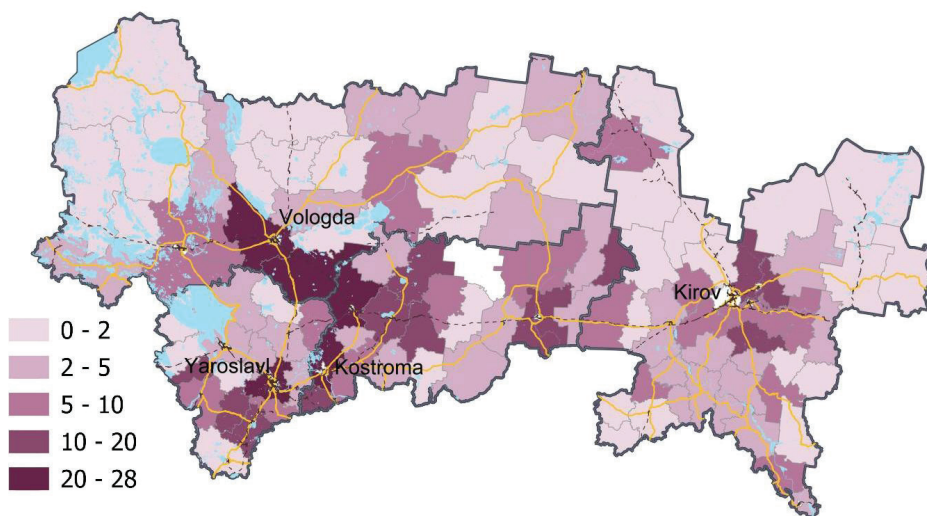 Vologda
Kirov
Yaroslavl
Kostroma
0 - 2
2 - 5
5 - 10
10 - 20
20 - 28